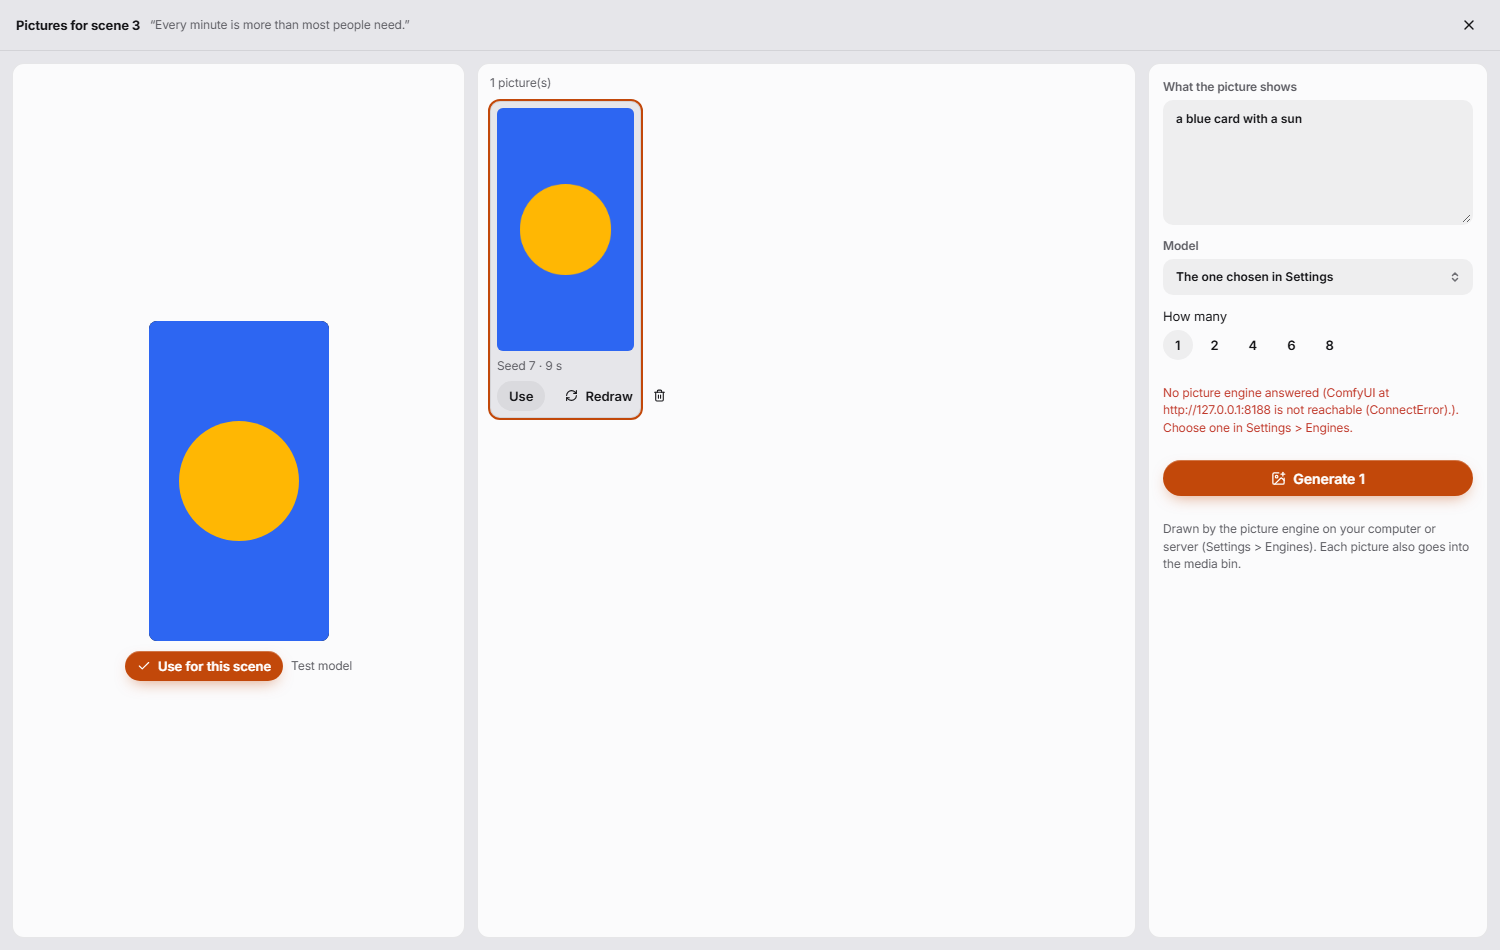 Pictures for scene 3 “Every minute is more than most people need.”
1 picture(s)
Seed 7 · 9 s
Use Redraw
Use for this scene Test model
What the picture shows
a blue card with a sun
Model
The one chosen in Settings
How many
1 2 4 6 8
No picture engine answered (ComfyUI at
http://127.0.0.1:8188 is not reachable (ConnectError).).
Choose one in Settings > Engines.
Generate 1
Drawn by the picture engine on your computer or
server (Settings > Engines). Each picture also goes into
the media bin.